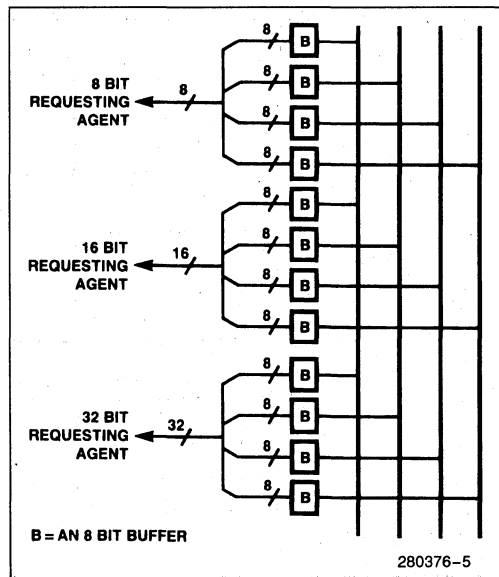 8 B
8 B
8 BIT
REQUESTING
AGENT
8
8 B
8 B
8 B
8 B
16 BIT
REQUESTING
AGENT
16
8 B
8 B
8 B
8 B
32 BIT
REQUESTING
AGENT
32
8 B
8 B
B = AN 8 BIT BUFFER
280376-5